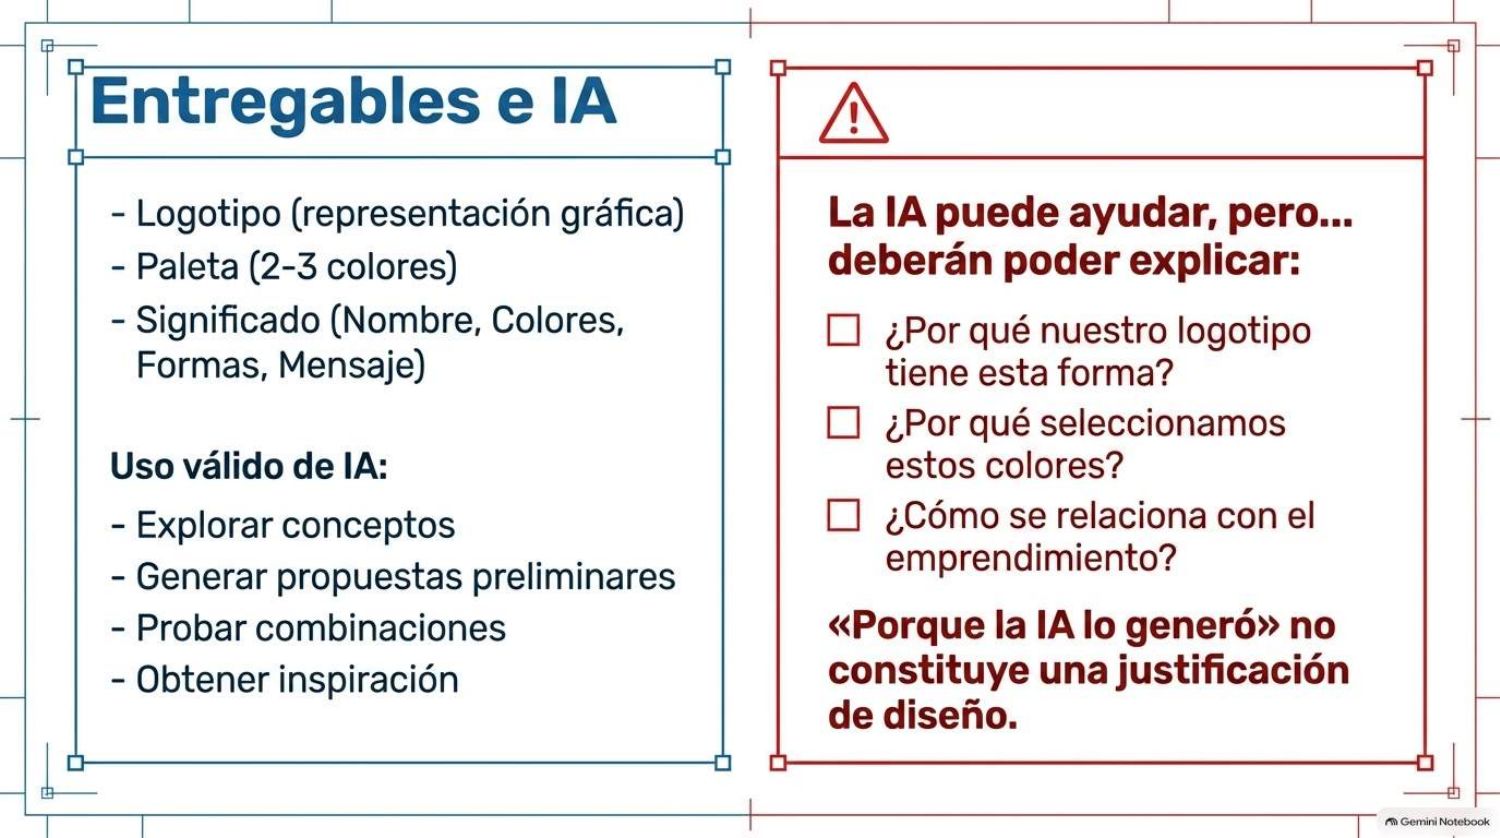 Entregables e IA
- Logotipo (representación gráfica)
- Paleta (2-3 colores)
- Significado (Nombre, Colores,
Formas, Mensaje)
Uso válido de IA:
- Explorar conceptos
- Generar propuestas preliminares
- Probar combinaciones
- Obtener inspiración
La IA puede ayudar, pero...
deberán poder explicar:
¿Por qué nuestro logotipo
tiene esta forma?
¿Por qué seleccionamos
estos colores?
¿Cómo se relaciona con el
emprendimiento?
«Porque la IA lo generó» no
constituye una justificación
de diseño.
Gemini Notebook